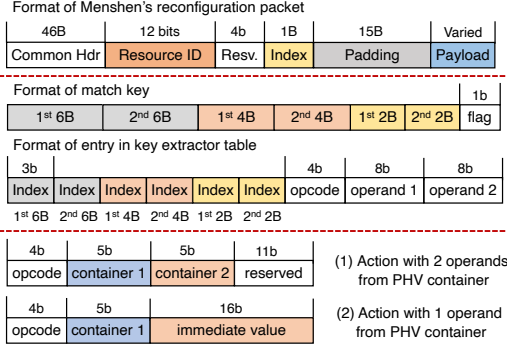 Format of Menshen's reconfiguration packet
46B 12 bits 4b 1B 15B Varied
Common Hdr Resource ID Resv. Index Padding Payload
Format of match key
1b
1st 6B 2nd 6B 1st 4B 2nd 4B 1st 2B 2nd 2B flag
Format of entry in key extractor table
3b 4b 8b 8b
Index Index Index Index Index Index opcode operand 1 operand 2
1st 6B 2nd 6B 1st 4B 2nd 4B 1st 2B 2nd 2B
4b 5b 5b 11b
opcode container 1 container 2 reserved
(1) Action with 2 operands
from PHV container
4b 5b 16b
opcode container 1 immediate value
(2) Action with 1 operand
from PHV container